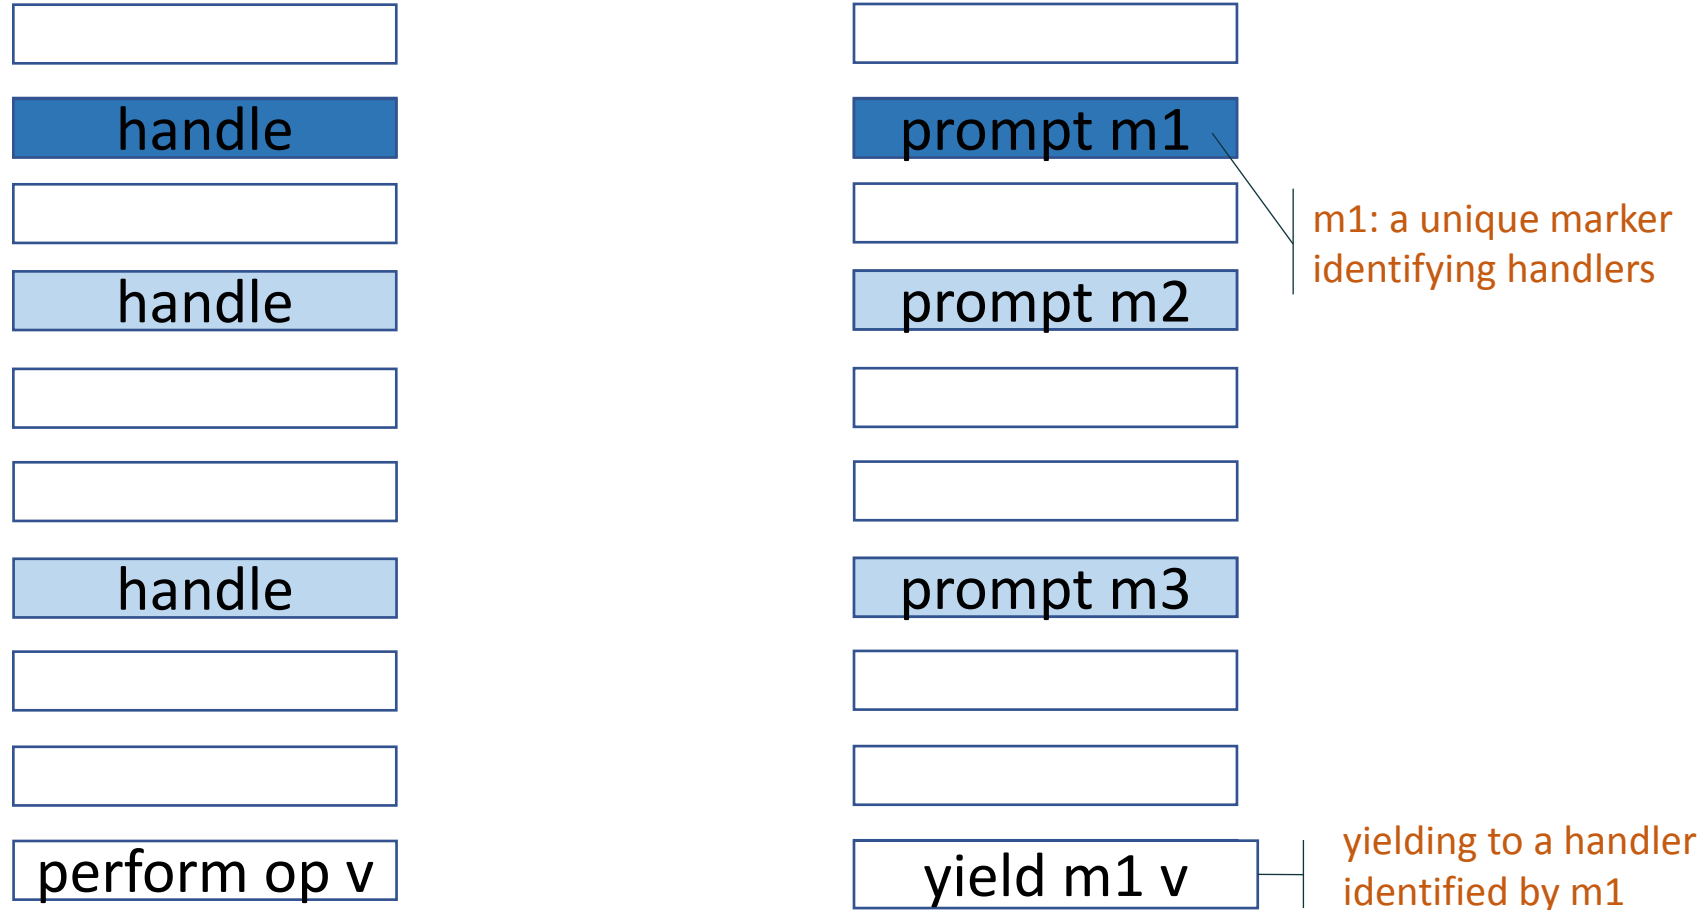 handle
handle
handle
perform op v
prompt m1
prompt m2
prompt m3
yield m1 v
m1: a unique marker
identifying handlers
yielding to a handler
identified by m1